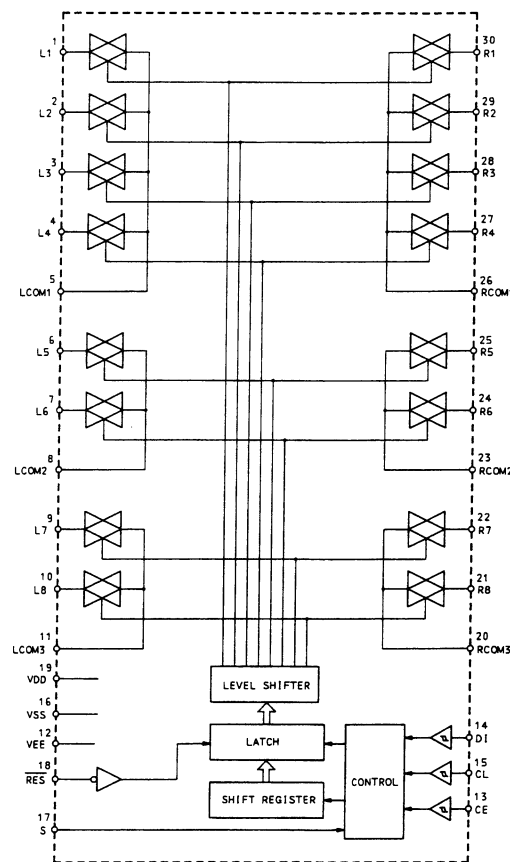 1
L1
30
R1
2
L2
29
R2
3
L3
28
R3
4
L4
27
R4
5
LCOM1
26
RCOM1
6
L5
25
R5
7
L6
24
R6
8
LCOM2
23
RCOM2
9
L7
22
R7
10
L8
21
R8
11
LCOM3
20
RCOM3
19
VDD
LEVEL SHIFTER
16
VSS
12
VEE
LATCH
14
DI
18
RES
SHIFT REGISTER
CONTROL
15
CL
13
CE
17
S